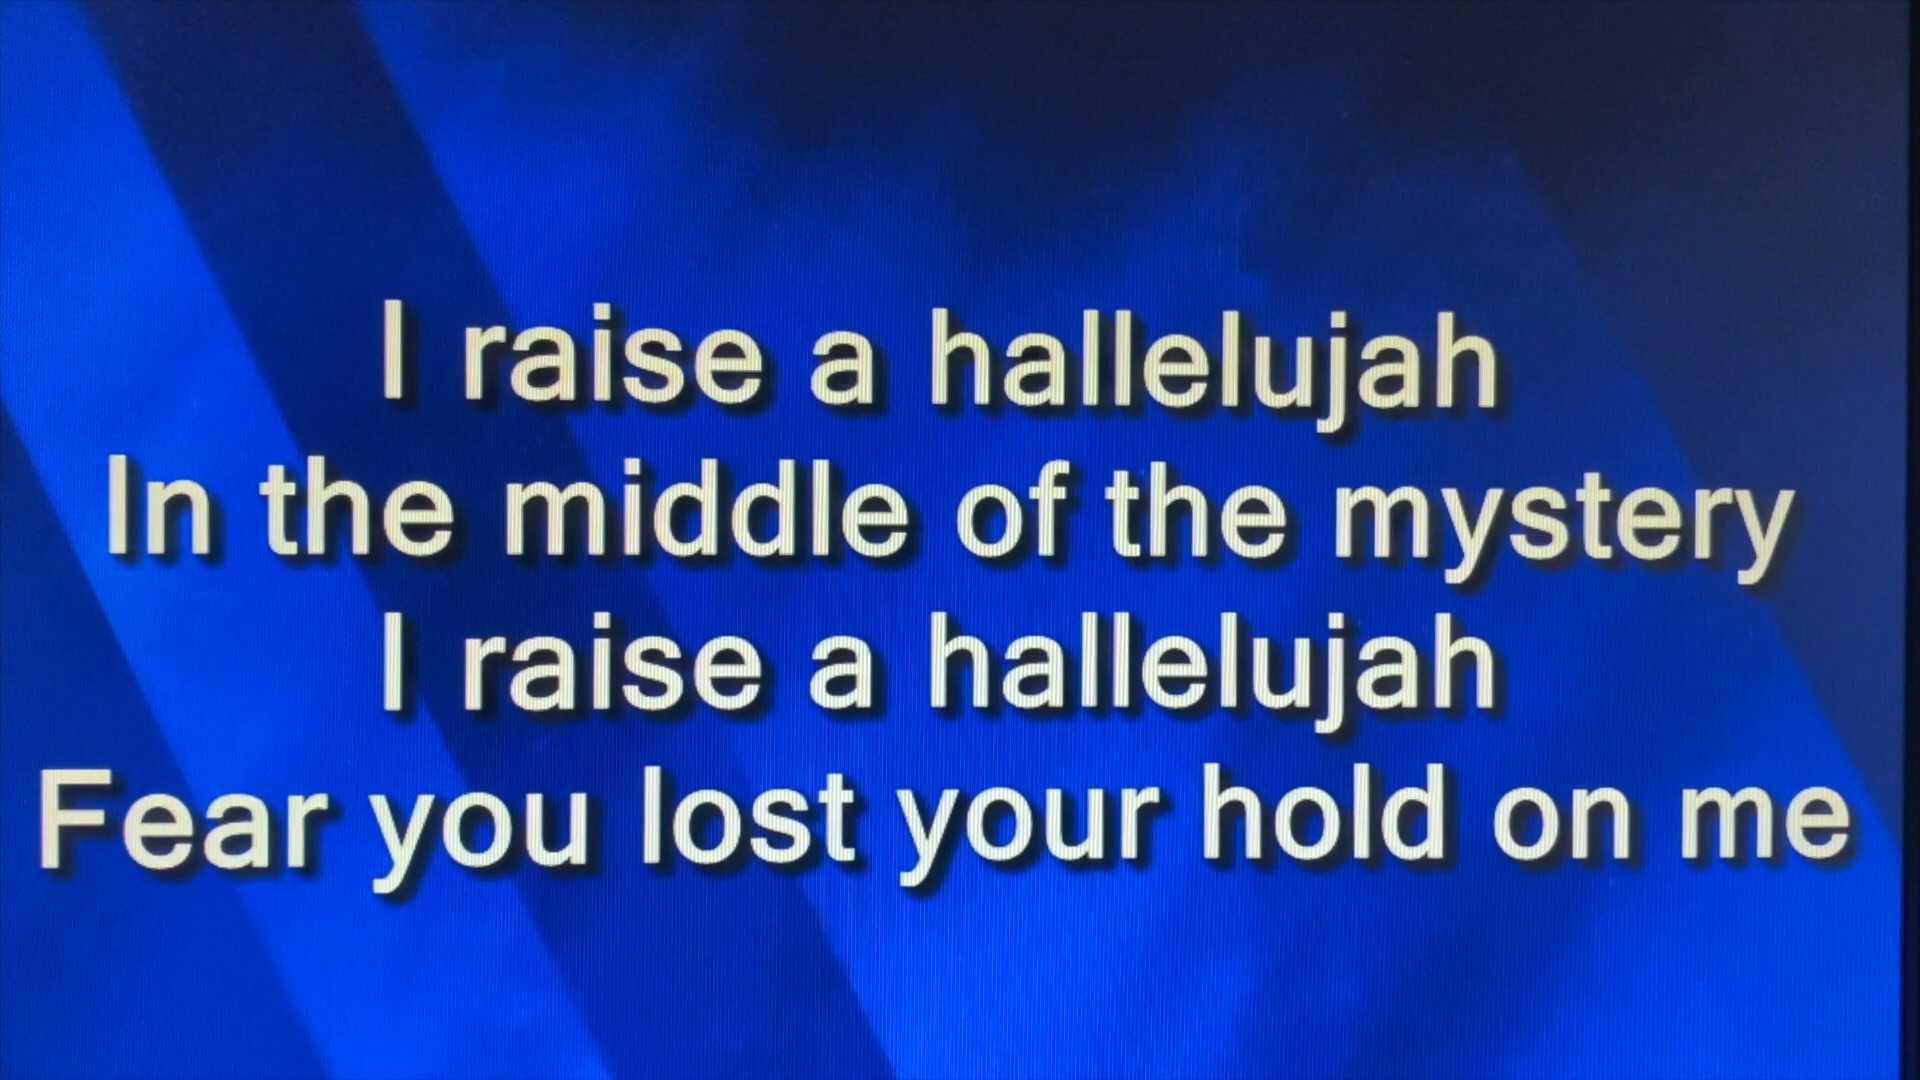 I raise a hallelujah
In the middle of the mystery
I raise a hallelujah
Fear you lost your hold on me